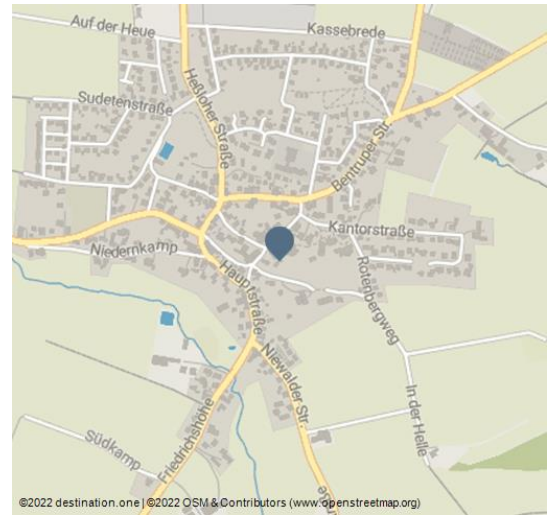 Auf der Heue
Kassebrede
Sudetenstraße
Heßloher Straße
Bentruper Str.
Kantorstraße
Niedernkamp
Hauptstraße
Rotenbergweg
Niewalder Str.
In der Helle
Friedrichshöhe
Südkamp
©2022 destination.one | ©2022 OSM & Contributors (www.openstreetmap.org)